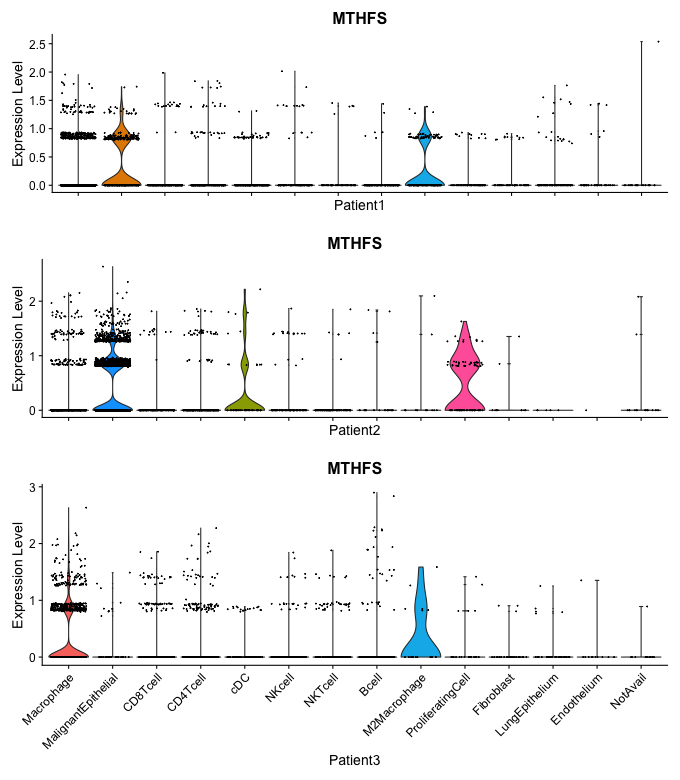 MTHFS
Expression Level
2.5
2.0
1.5
1.0
0.5
0.0
Patient1
MTHFS
Expression Level
2
1
0
Patient2
MTHFS
Expression Level
3
2
1
0
Macrophage
MalignantEpithelial
CD8Tcell
CD4Tcell
cDC
NKcell
NKTcell
Bcell
M2Macrophage
ProliferatingCell
Fibroblast
LungEpithelium
Endothelium
NotAvail
Patient3